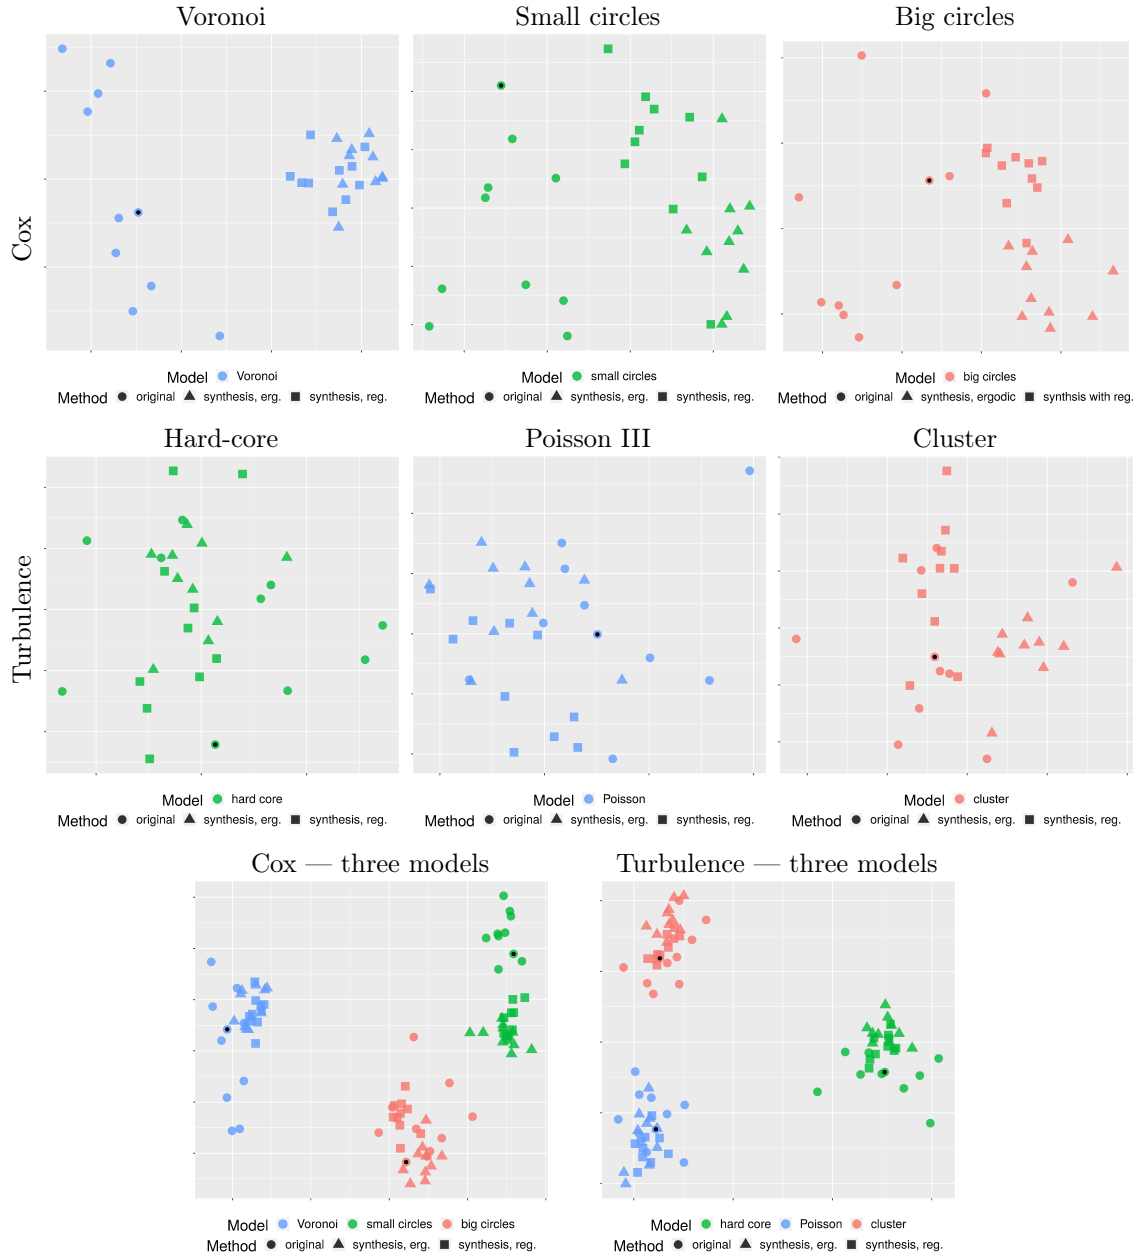 Voronoi Small circles Big circles
Cox
Model Voronoi
Method original synthesis, erg. synthesis, reg.
Model small circles
Method original synthesis, erg. synthesis, reg.
Model big circles
Method original synthesis, ergodic synthsis with reg.
Hard-core Poisson III Cluster
Turbulence
Model hard core
Method original synthesis, erg. synthesis, reg.
Model Poisson
Method original synthesis, erg. synthesis, reg.
Model cluster
Method original synthesis, erg. synthesis, reg.
Cox — three models Turbulence — three models
Model Voronoi small circles big circles
Method original synthesis, erg. synthesis, reg.
Model hard core Poisson cluster
Method original synthesis, erg. synthesis, reg.